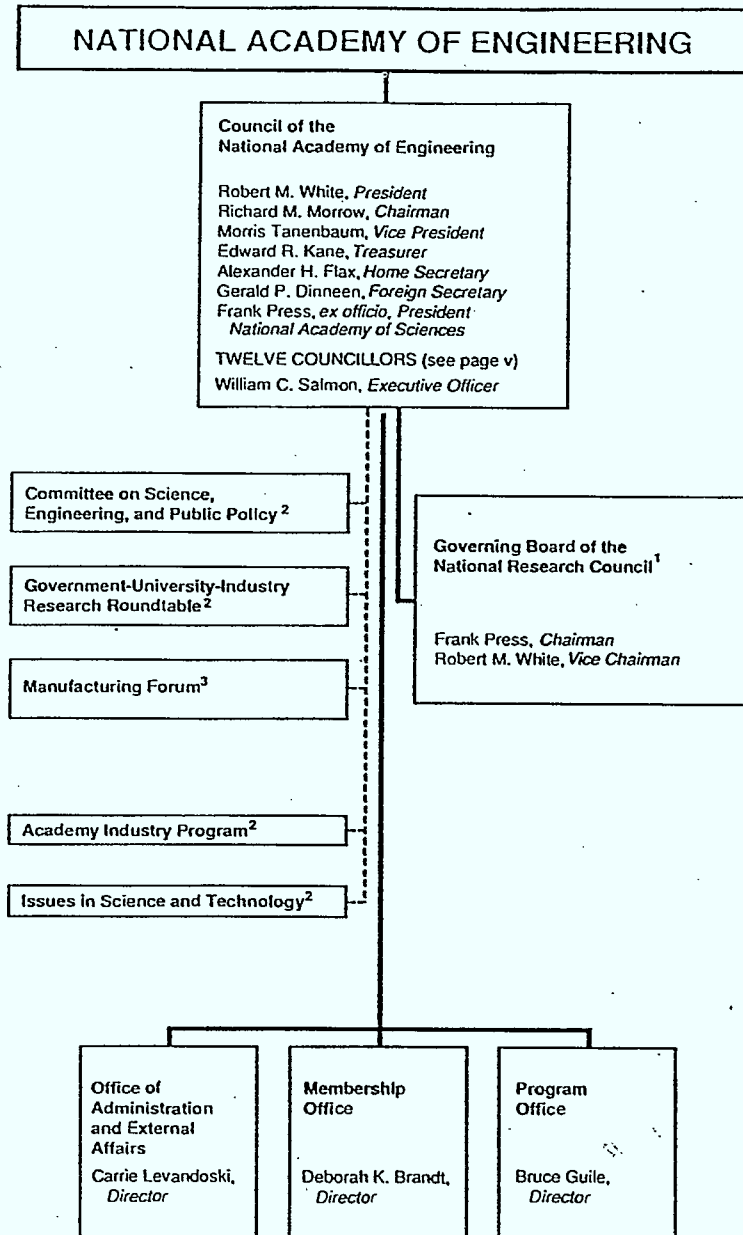 NATIONAL ACADEMY OF ENGINEERING
Council of the
National Academy of Engineering
Robert M. White, President
Richard M. Morrow, Chairman
Morris Tanenbaum, Vice President
Edward R. Kane, Treasurer
Alexander H. Flax, Home Secretary
Gerald P. Dinneen, Foreign Secretary
Frank Press, ex officio, President
National Academy of Sciences
TWELVE COUNCILLORS (see page v)
William C. Salmon, Executive Officer
Committee on Science,
Engineering, and Public Policy 2
Government-University-Industry
Research Roundtable2
Manufacturing Forum3
Academy Industry Program2
Issues in Science and Technology2
Governing Board of the
National Research Council1
Frank Press, Chairman
Robert M. White, Vice Chairman
Office of
Administration
and External
Affairs
Carrie Levandoski,
Director
Membership
Office
Deborah K. Brandt,
Director
Program
Office
Bruce Guile,
Director